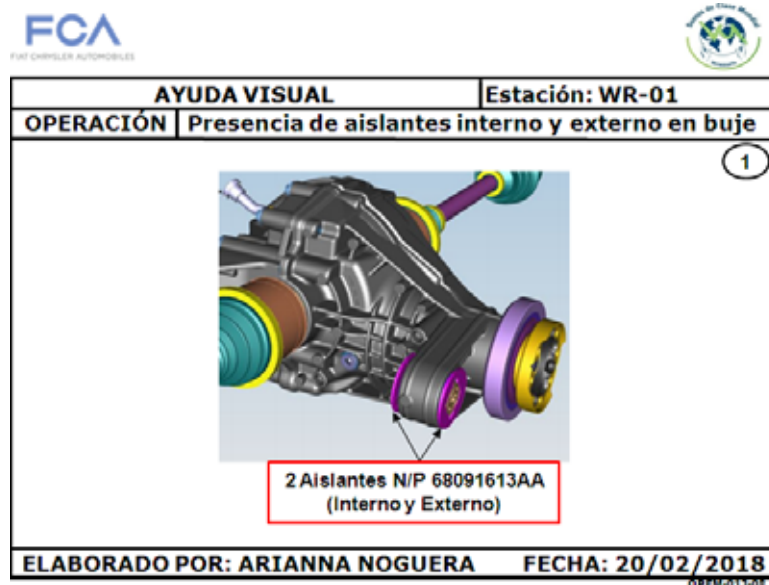 FCA
FIAT CHRYSLER AUTOMOBILES
AYUDA VISUAL
Estación: WR-01
OPERACIÓN
Presencia de aislantes interno y externo en buje
1
2 Aislantes N/P 68091613AA
(Interno y Externo)
ELABORADO POR: ARIANNA NOGUERA
FECHA: 20/02/2018